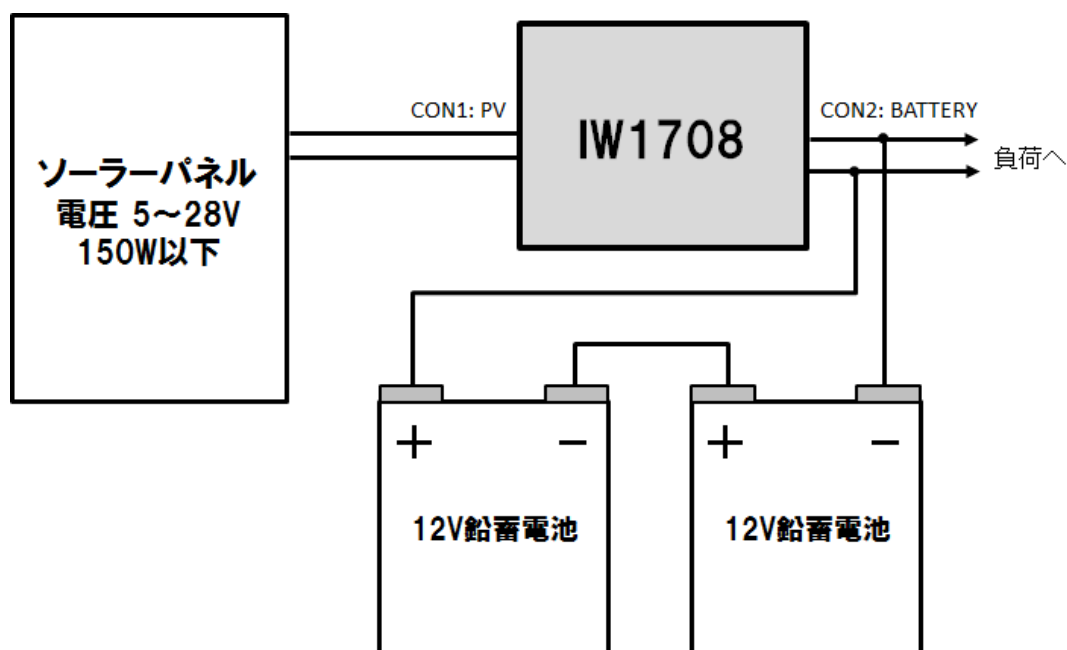 ソーラーパネル
電圧 5～28V
150W以下
CON1: PV
IW1708
CON2: BATTERY
負荷へ
+ −
12V鉛蓄電池
+ −
12V鉛蓄電池